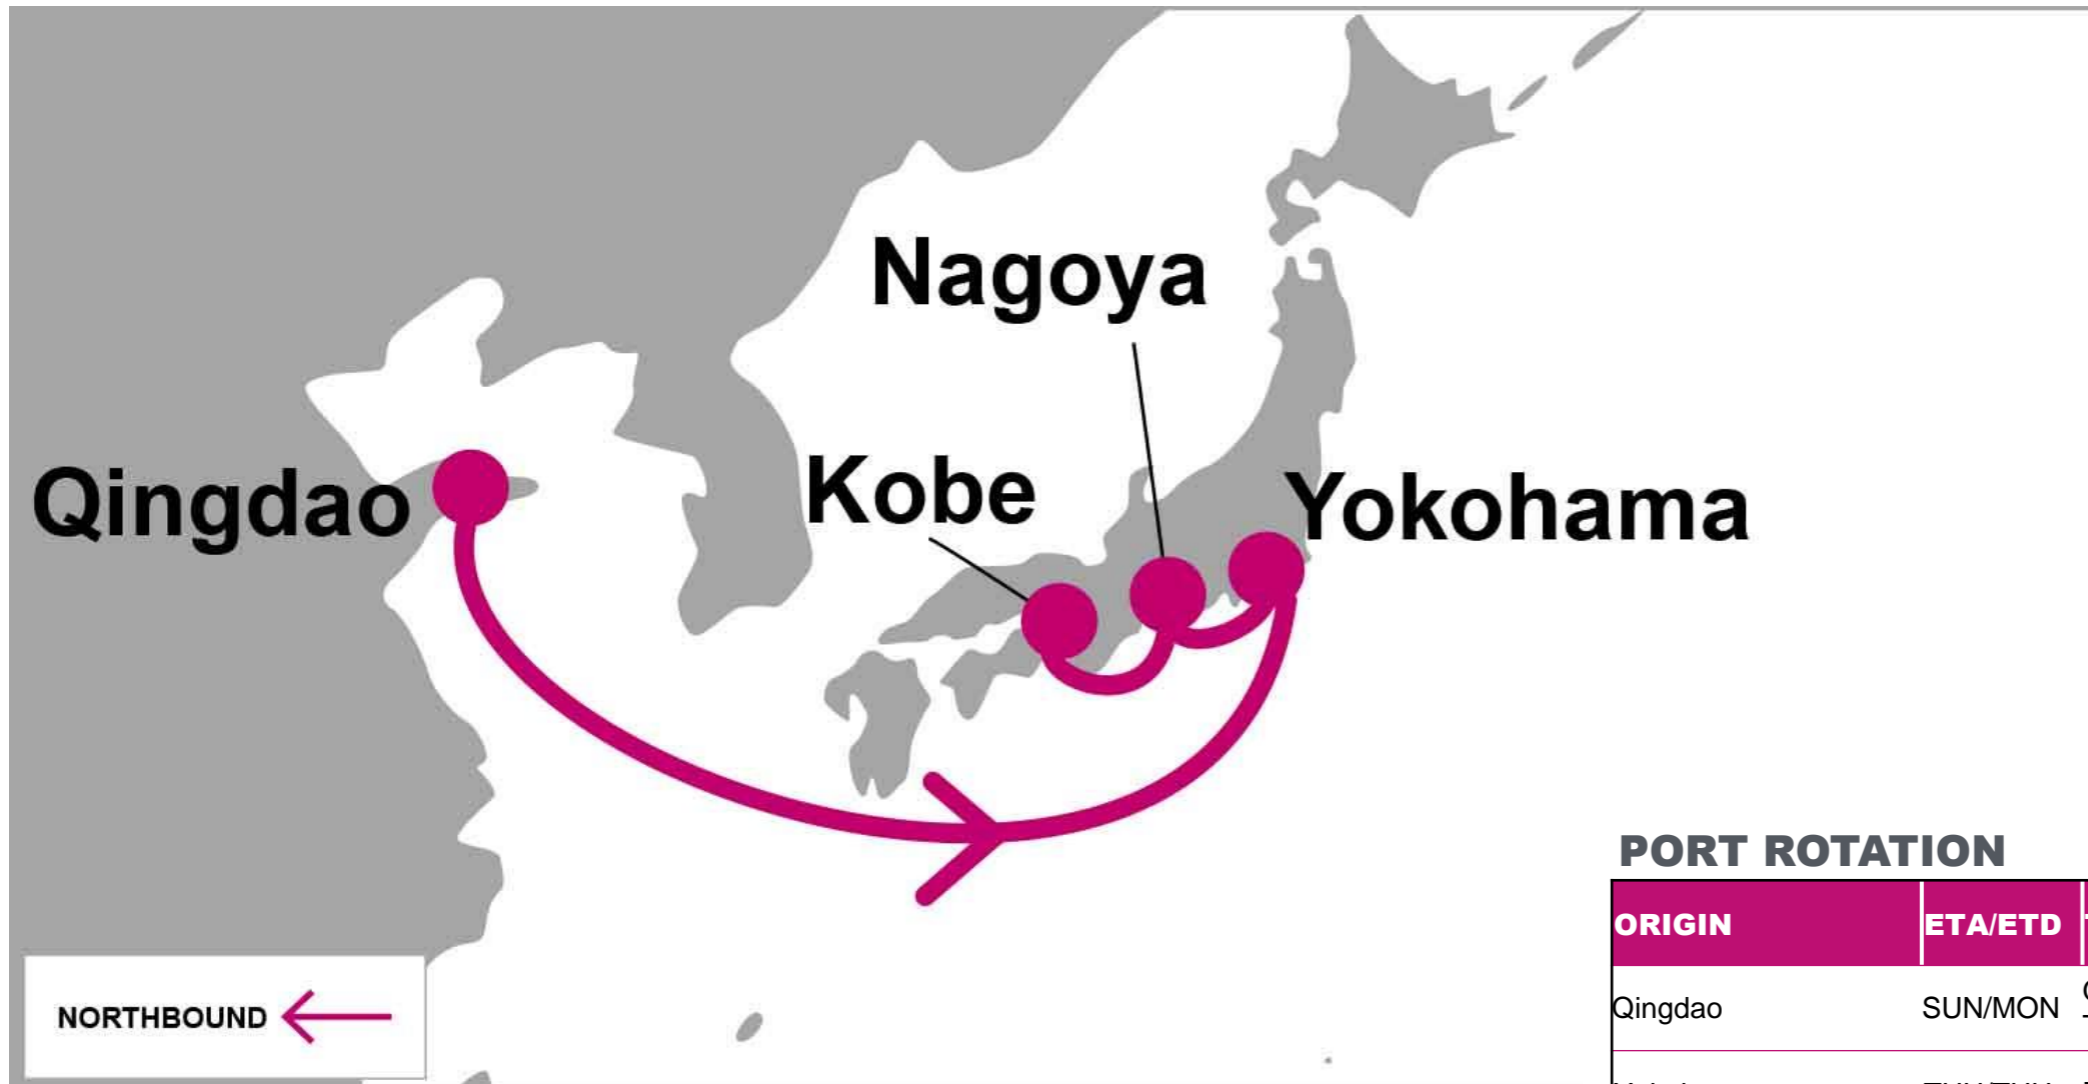 Nagoya
Kobe
Qingdao
Yokohama
PORT ROTATION
ORIGIN ETA/ETD
Qingdao SUN/MON
NORTHBOUND